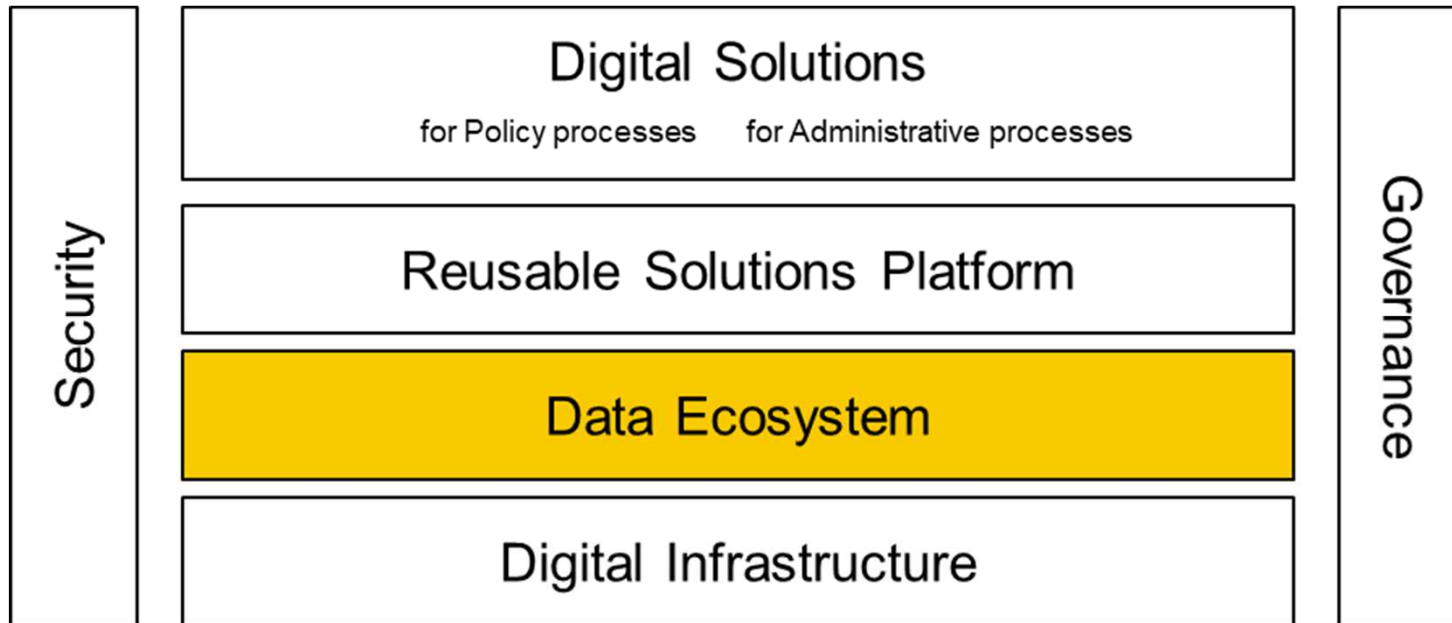 Security
Digital Solutions
for Policy processes for Administrative processes
Reusable Solutions Platform
Data Ecosystem
Digital Infrastructure
Governance